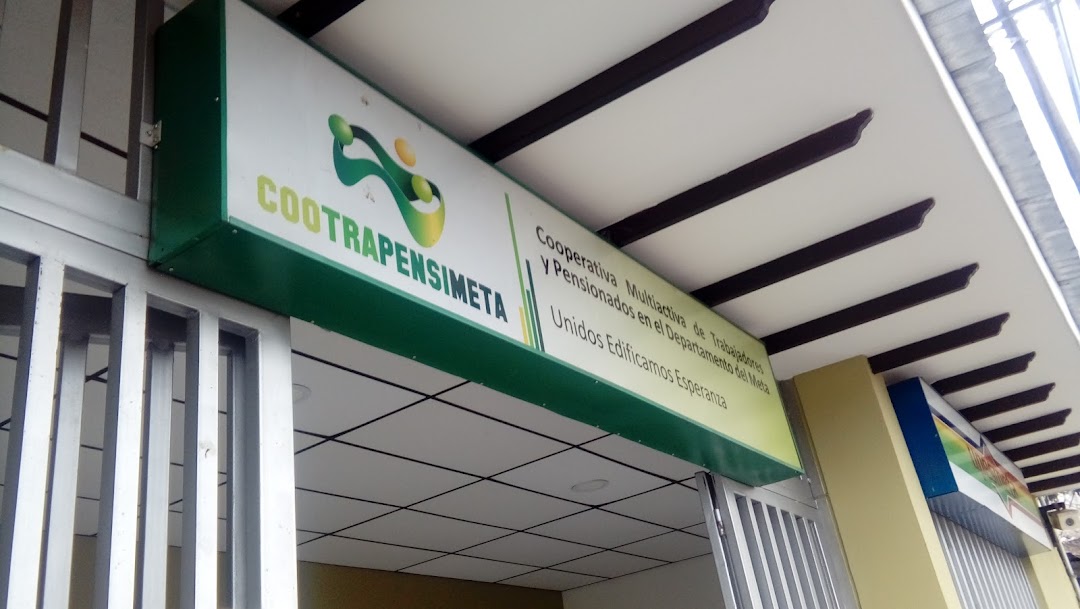 COOTRAPENSIMETA
Cooperativa Multiactiva de Trabajadores
y Pensionados en el Departamento del Meta
Unidos Edificamos Esperanza